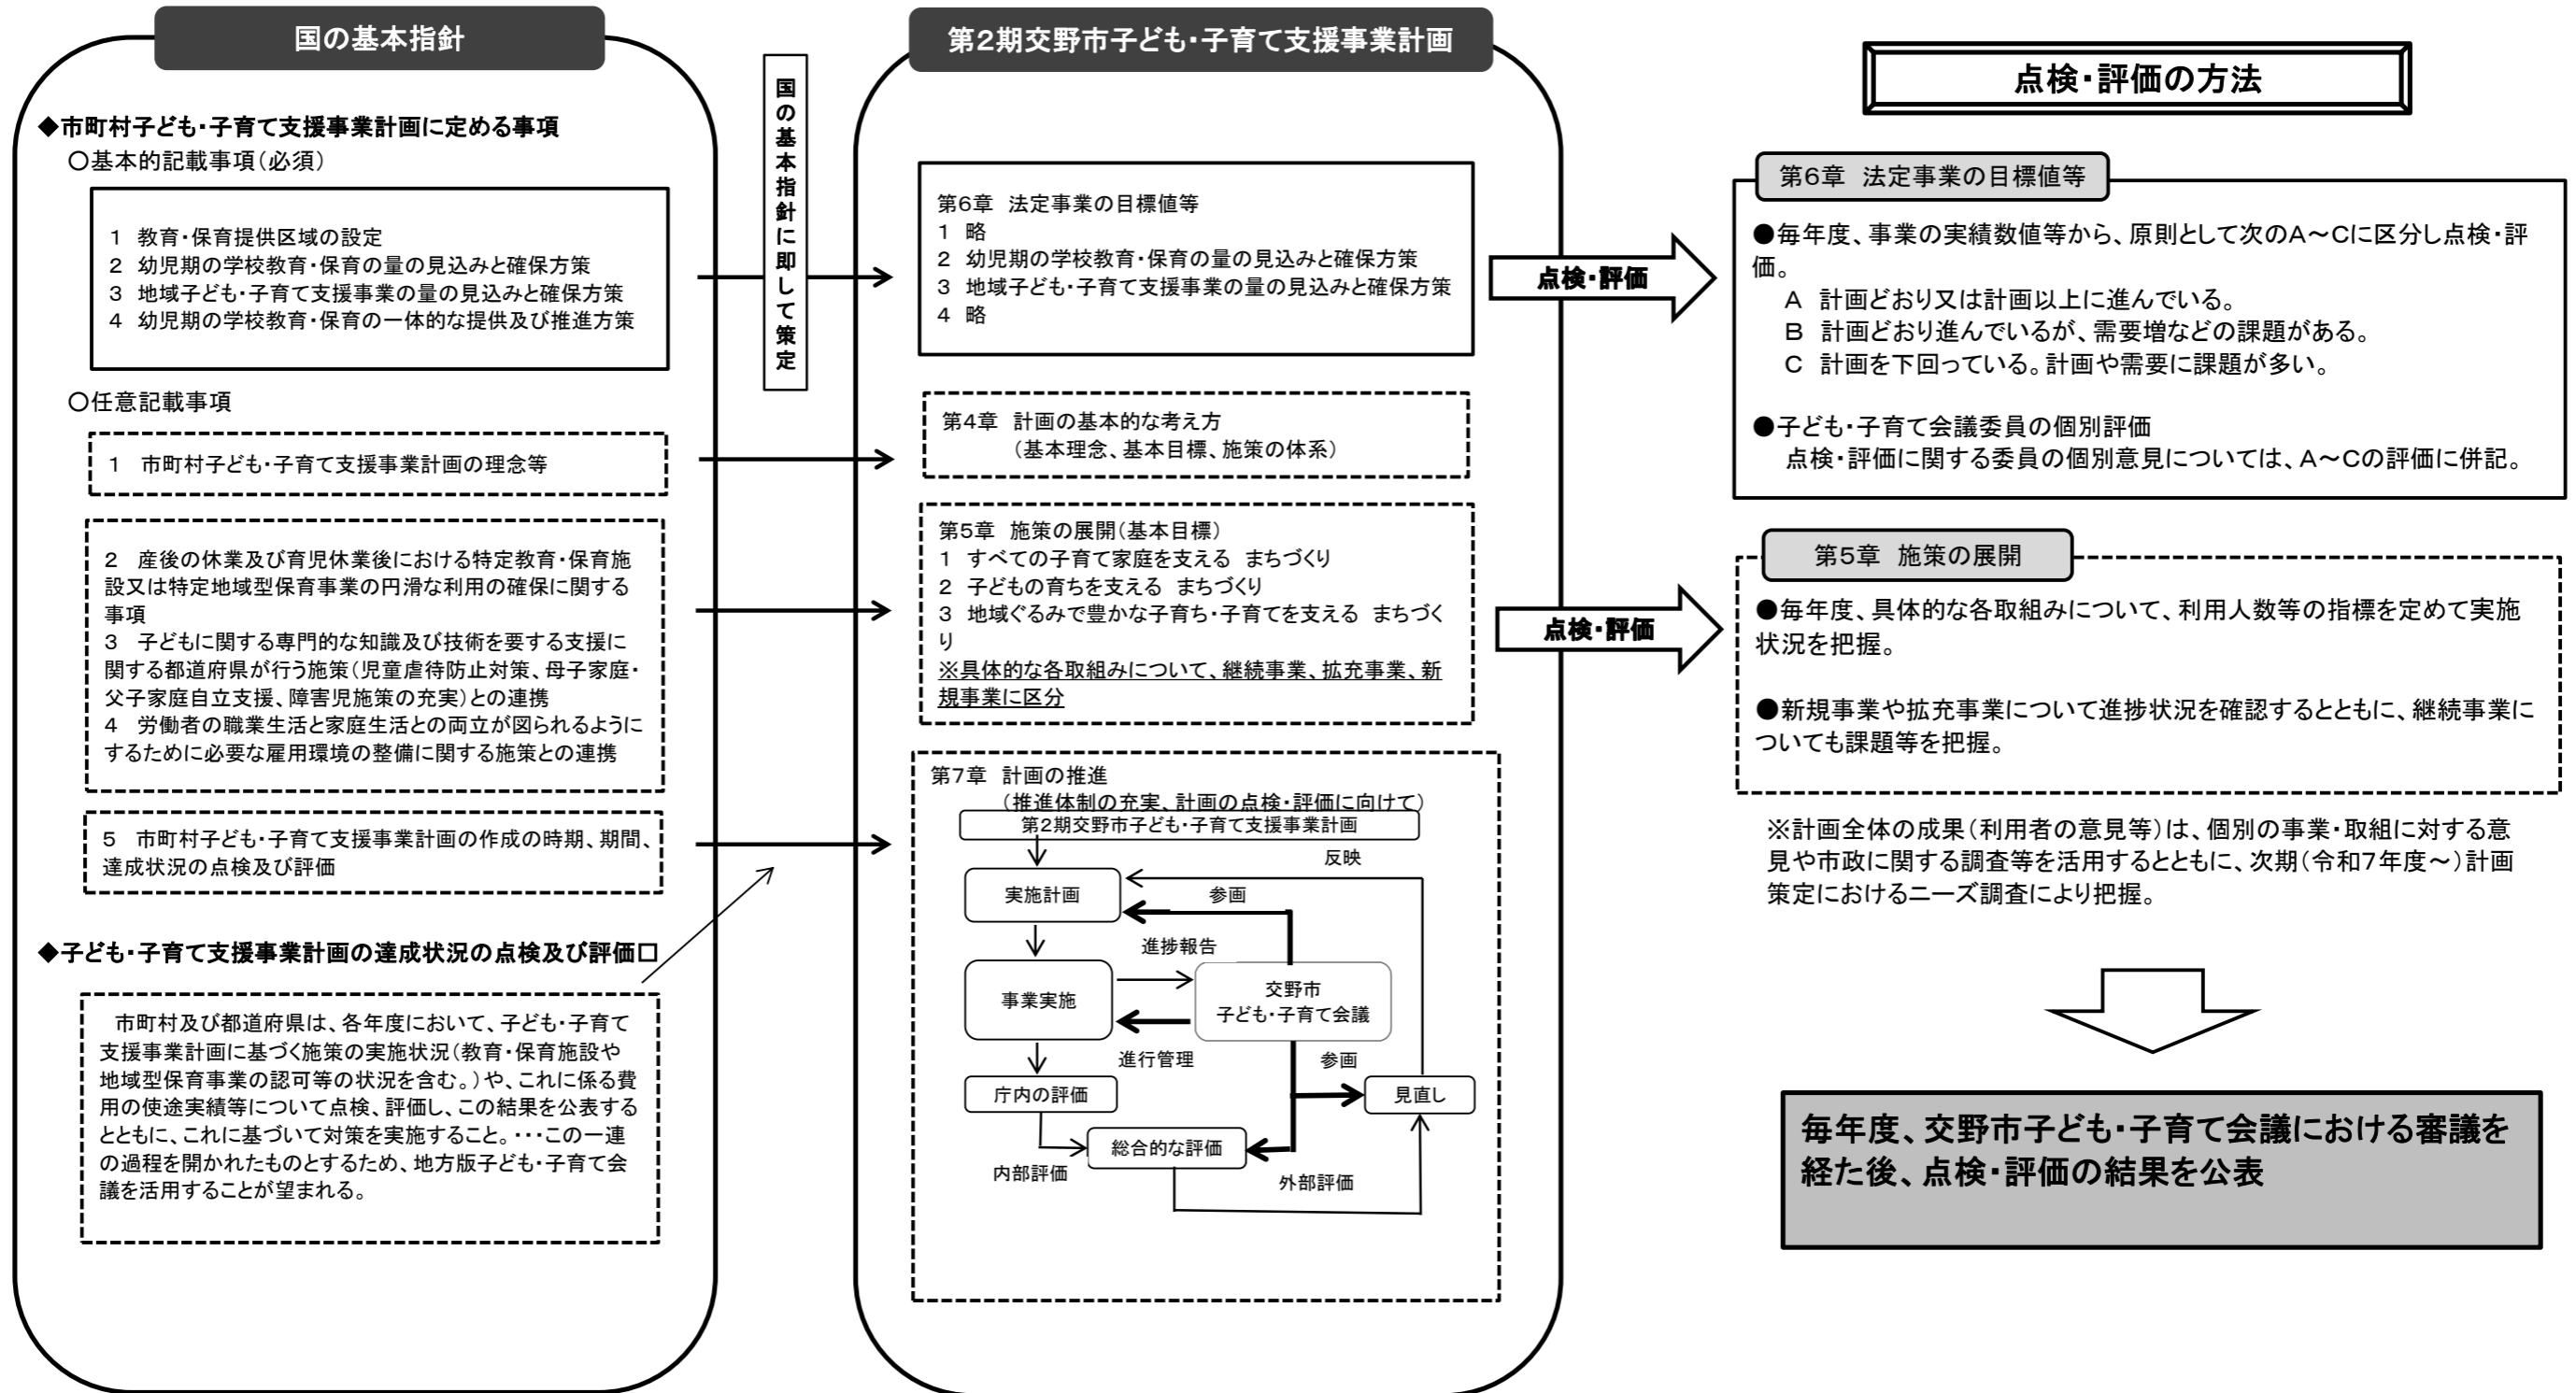 国の基本指針
◆市町村子ども・子育て支援事業計画に定める事項
○基本的記載事項（必須）
1 教育・保育提供区域の設定
2 幼児期の学校教育・保育の量の見込みと確保方策
3 地域子ども・子育て支援事業の量の見込みと確保方策
4 幼児期の学校教育・保育の一体的な提供及び推進方策
○任意記載事項
1 市町村子ども・子育て支援事業計画の理念等
2 産後の休業及び育児休業後における特定教育・保育施
設又は特定地域型保育事業の円滑な利用の確保に関する
事項
3 子どもに関する専門的な知識及び技術を要する支援に
関する都道府県が行う施策（児童虐待防止対策、母子家庭・
父子家庭自立支援、障害児施策の充実）との連携
4 労働者の職業生活と家庭生活との両立が図られるように
するために必要な雇用環境の整備に関する施策との連携
5 市町村子ども・子育て支援事業計画の作成の時期、期間、
達成状況の点検及び評価
◆子ども・子育て支援事業計画の達成状況の点検及び評価□
市町村及び都道府県は、各年度において、子ども・子育て
支援事業計画に基づく施策の実施状況（教育・保育施設や
地域型保育事業の認可等の状況を含む。）や、これに係る費
用の使途実績等について点検、評価し、この結果を公表する
とともに、これに基づいて対策を実施すること。・・・この一連
の過程を開かれたものとするため、地方版子ども・子育て会
議を活用することが望まれる。
国の基本指針に即して策定
第2期交野市子ども・子育て支援事業計画
第6章 法定事業の目標値等
1 略
2 幼児期の学校教育・保育の量の見込みと確保方策
3 地域子ども・子育て支援事業の量の見込みと確保方策
4 略
第4章 計画の基本的な考え方
（基本理念、基本目標、施策の体系）
第5章 施策の展開（基本目標）
1 すべての子育て家庭を支える まちづくり
2 子どもの育ちを支える まちづくり
3 地域ぐるみで豊かな子育ち・子育てを支える まちづく
り
※具体的な各取組みについて、継続事業、拡充事業、新
規事業に区分
第7章 計画の推進
（推進体制の充実、計画の点検・評価に向けて）
第2期交野市子ども・子育て支援事業計画
反映
実施計画
参画
進捗報告
事業実施
交野市
子ども・子育て会議
進行管理
参画
庁内の評価
見直し
総合的な評価
内部評価
外部評価
点検・評価
点検・評価
点検・評価の方法
第6章 法定事業の目標値等
●毎年度、事業の実績数値等から、原則として次のA～Cに区分し点検・評
価。
A 計画どおり又は計画以上に進んでいる。
B 計画どおり進んでいるが、需要増などの課題がある。
C 計画を下回っている。計画や需要に課題が多い。
●子ども・子育て会議委員の個別評価
点検・評価に関する委員の個別意見については、A～Cの評価に併記。
第5章 施策の展開
●毎年度、具体的な各取組みについて、利用人数等の指標を定めて実施
状況を把握。
●新規事業や拡充事業について進捗状況を確認するとともに、継続事業に
ついても課題等を把握。
※計画全体の成果（利用者の意見等）は、個別の事業・取組に対する意
見や市政に関する調査等を活用するとともに、次期（令和7年度～）計画
策定におけるニーズ調査により把握。
毎年度、交野市子ども・子育て会議における審議を
経た後、点検・評価の結果を公表